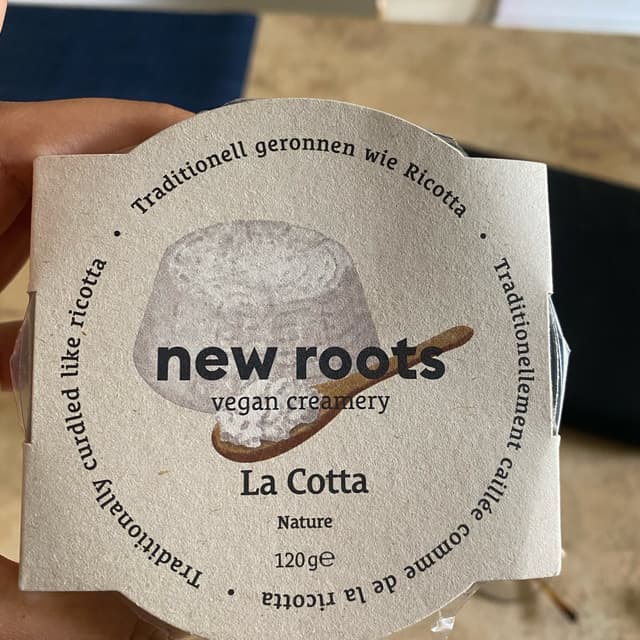 Traditionell geronnen wie Ricotta
Traditionellement caillée comme de la ricotta
Traditionally curdled like ricotta
new roots
vegan creamery
La Cotta
Nature
120 g℮